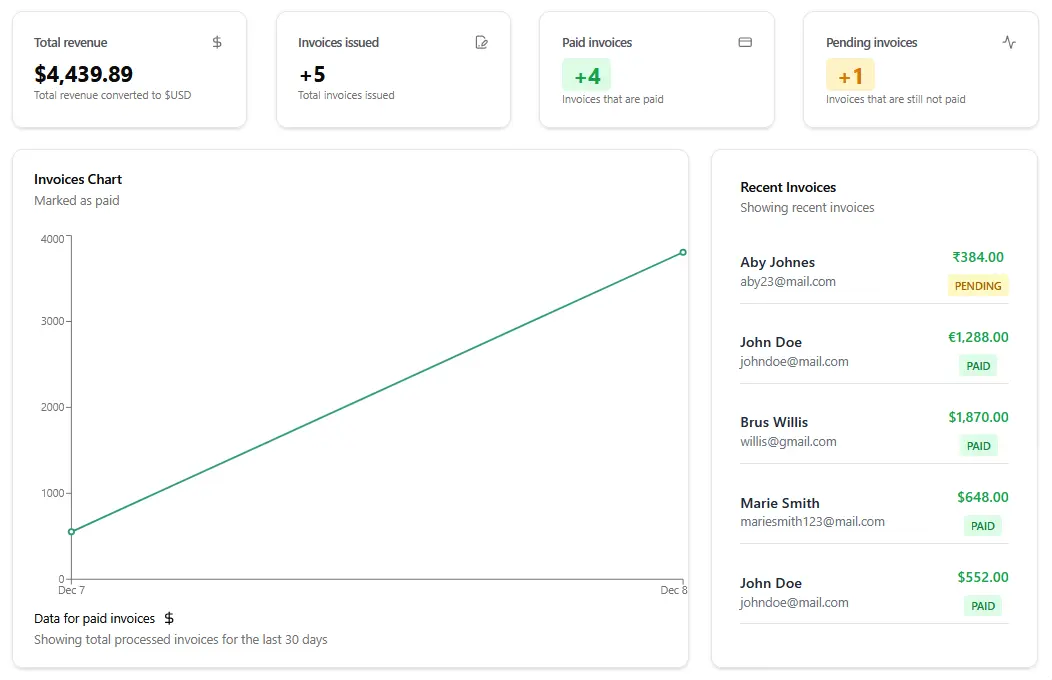 Total revenue
$4,439.89
Total revenue converted to $USD
Invoices issued
+5
Total invoices issued
Paid invoices
+4
Invoices that are paid
Pending invoices
+1
Invoices that are still not paid
Invoices Chart
Marked as paid
4000
3000
2000
1000
0
Dec 7
Dec 8
Data for paid invoices $
Showing total processed invoices for the last 30 days
Recent Invoices
Showing recent invoices
Aby Johnes
₹384.00
aby23@mail.com
PENDING
John Doe
€1,288.00
johndoe@mail.com
PAID
Brus Willis
$1,870.00
willis@gmail.com
PAID
Marie Smith
$648.00
mariesmith123@mail.com
PAID
John Doe
$552.00
johndoe@mail.com
PAID